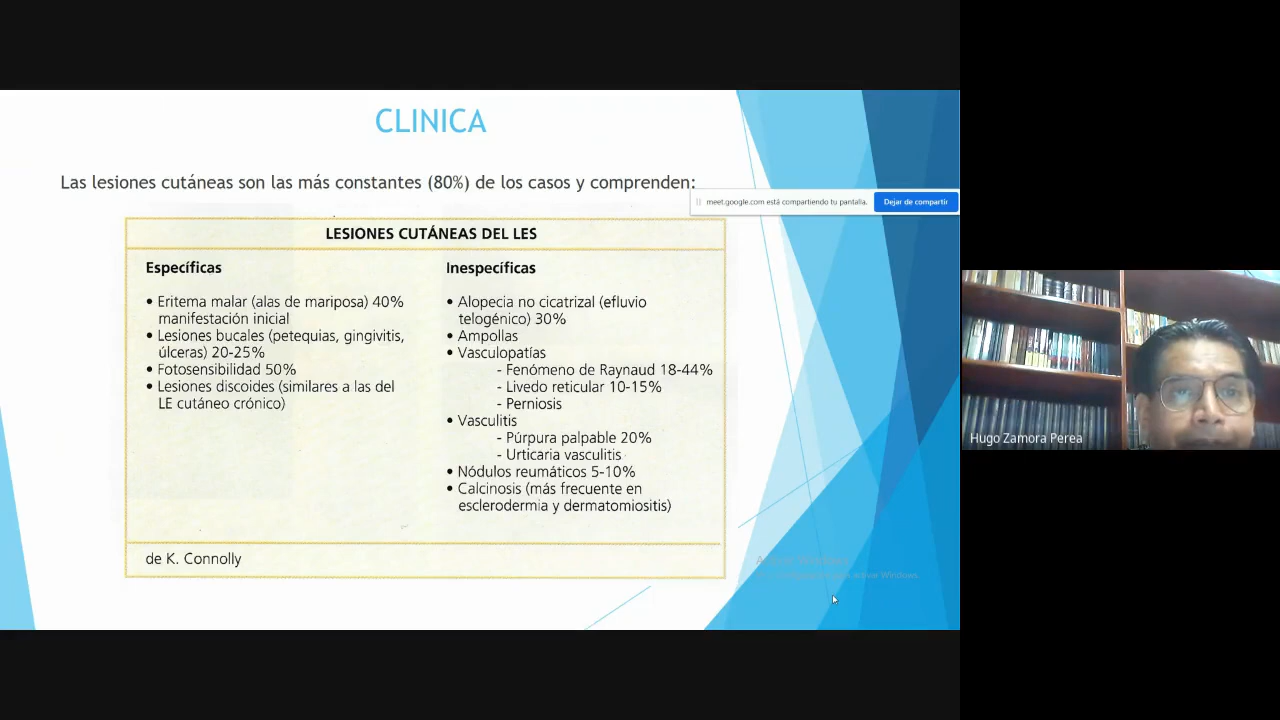 CLINICA
Las lesiones cutáneas son las más constantes (80%) de los casos y comprenden:
meet.google.com está compartiendo tu pantalla.
Dejar de compartir
LESIONES CUTÁNEAS DEL LES
Específicas
• Eritema malar (alas de mariposa) 40%
manifestación inicial
• Lesiones bucales (petequias, gingivitis,
úlceras) 20-25%
• Fotosensibilidad 50%
• Lesiones discoides (similares a las del
LE cutáneo crónico)
Inespecíficas
• Alopecia no cicatrizal (efluvio
telogénico) 30%
• Ampollas
• Vasculopatías
- Fenómeno de Raynaud 18-44%
- Livedo reticular 10-15%
- Perniosis
• Vasculitis
- Púrpura palpable 20%
- Urticaria vasculitis
• Nódulos reumáticos 5-10%
• Calcinosis (más frecuente en
esclerodermia y dermatomiositis)
de K. Connolly
Windows.
Hugo Zamora Perea